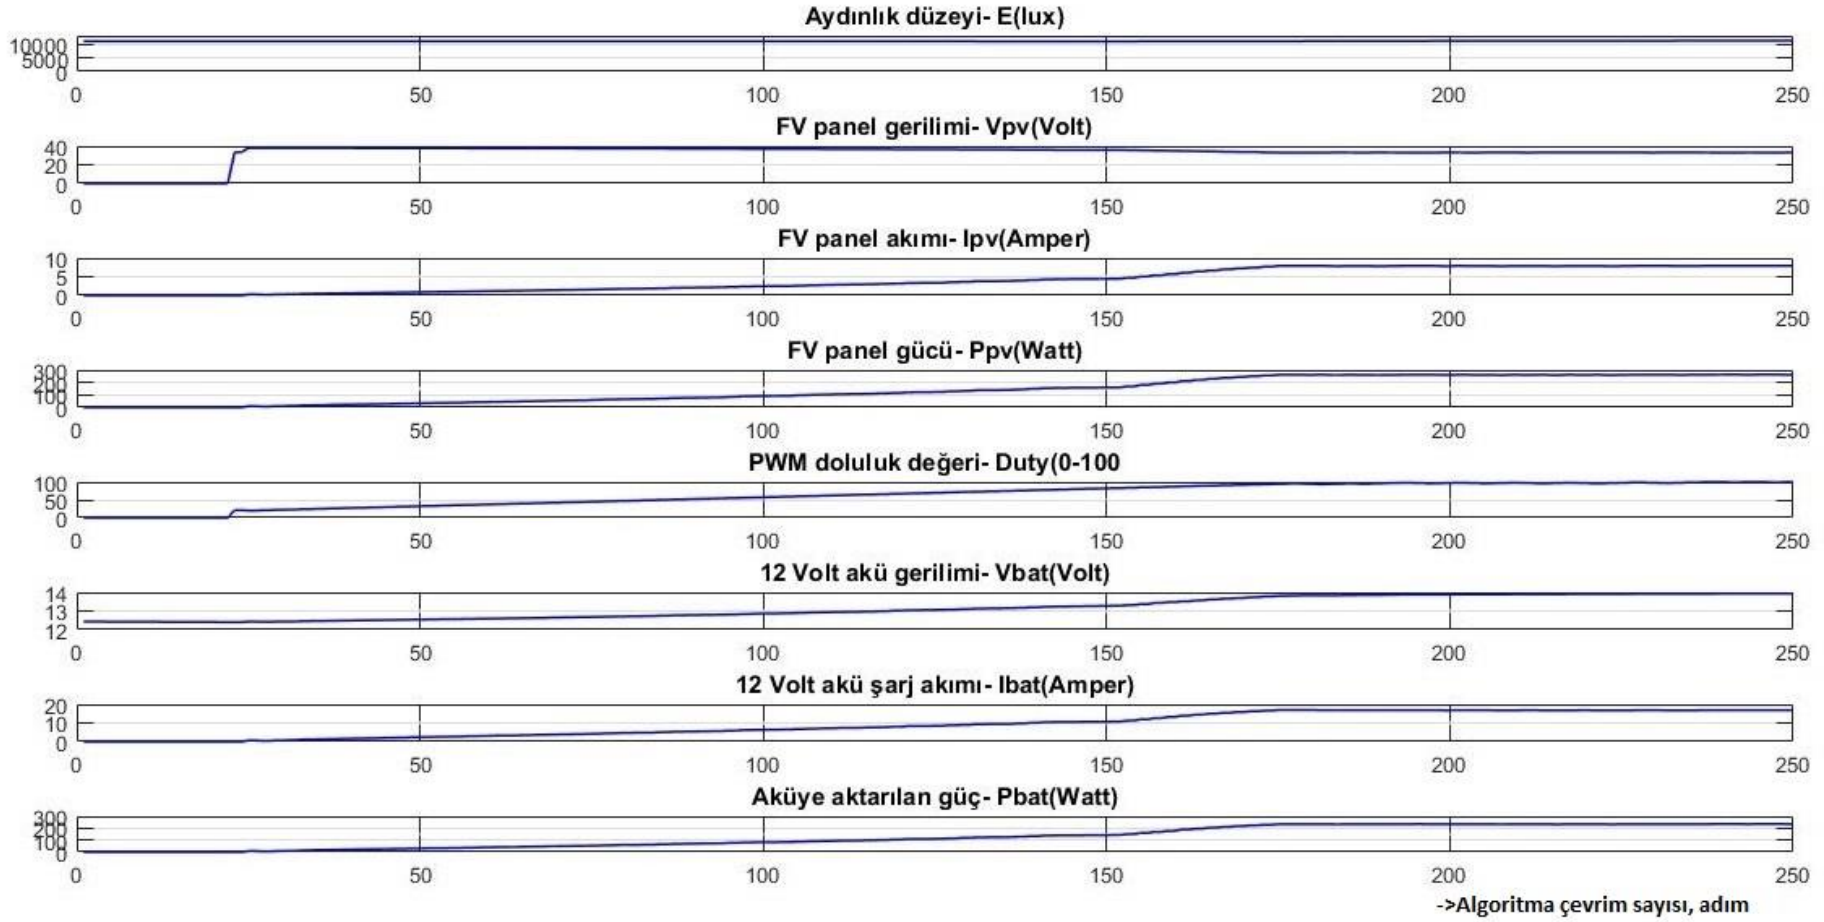 Aydınlık düzeyi- E(lux)
10000
5000
0
0 50 100 150 200 250
FV panel gerilimi- Vpv(Volt)
40
20
0
0 50 100 150 200 250
FV panel akımı- Ipv(Amper)
10
5
0
0 50 100 150 200 250
FV panel gücü- Ppv(Watt)
300
200
100
0
0 50 100 150 200 250
PWM doluluk değeri- Duty(0-100
100
50
0
0 50 100 150 200 250
12 Volt akü gerilimi- Vbat(Volt)
14
13
12
0 50 100 150 200 250
12 Volt akü şarj akımı- Ibat(Amper)
20
10
0
0 50 100 150 200 250
Aküye aktarılan güç- Pbat(Watt)
300
200
100
0
0 50 100 150 200 250
->Algoritma çevrim sayısı, adım